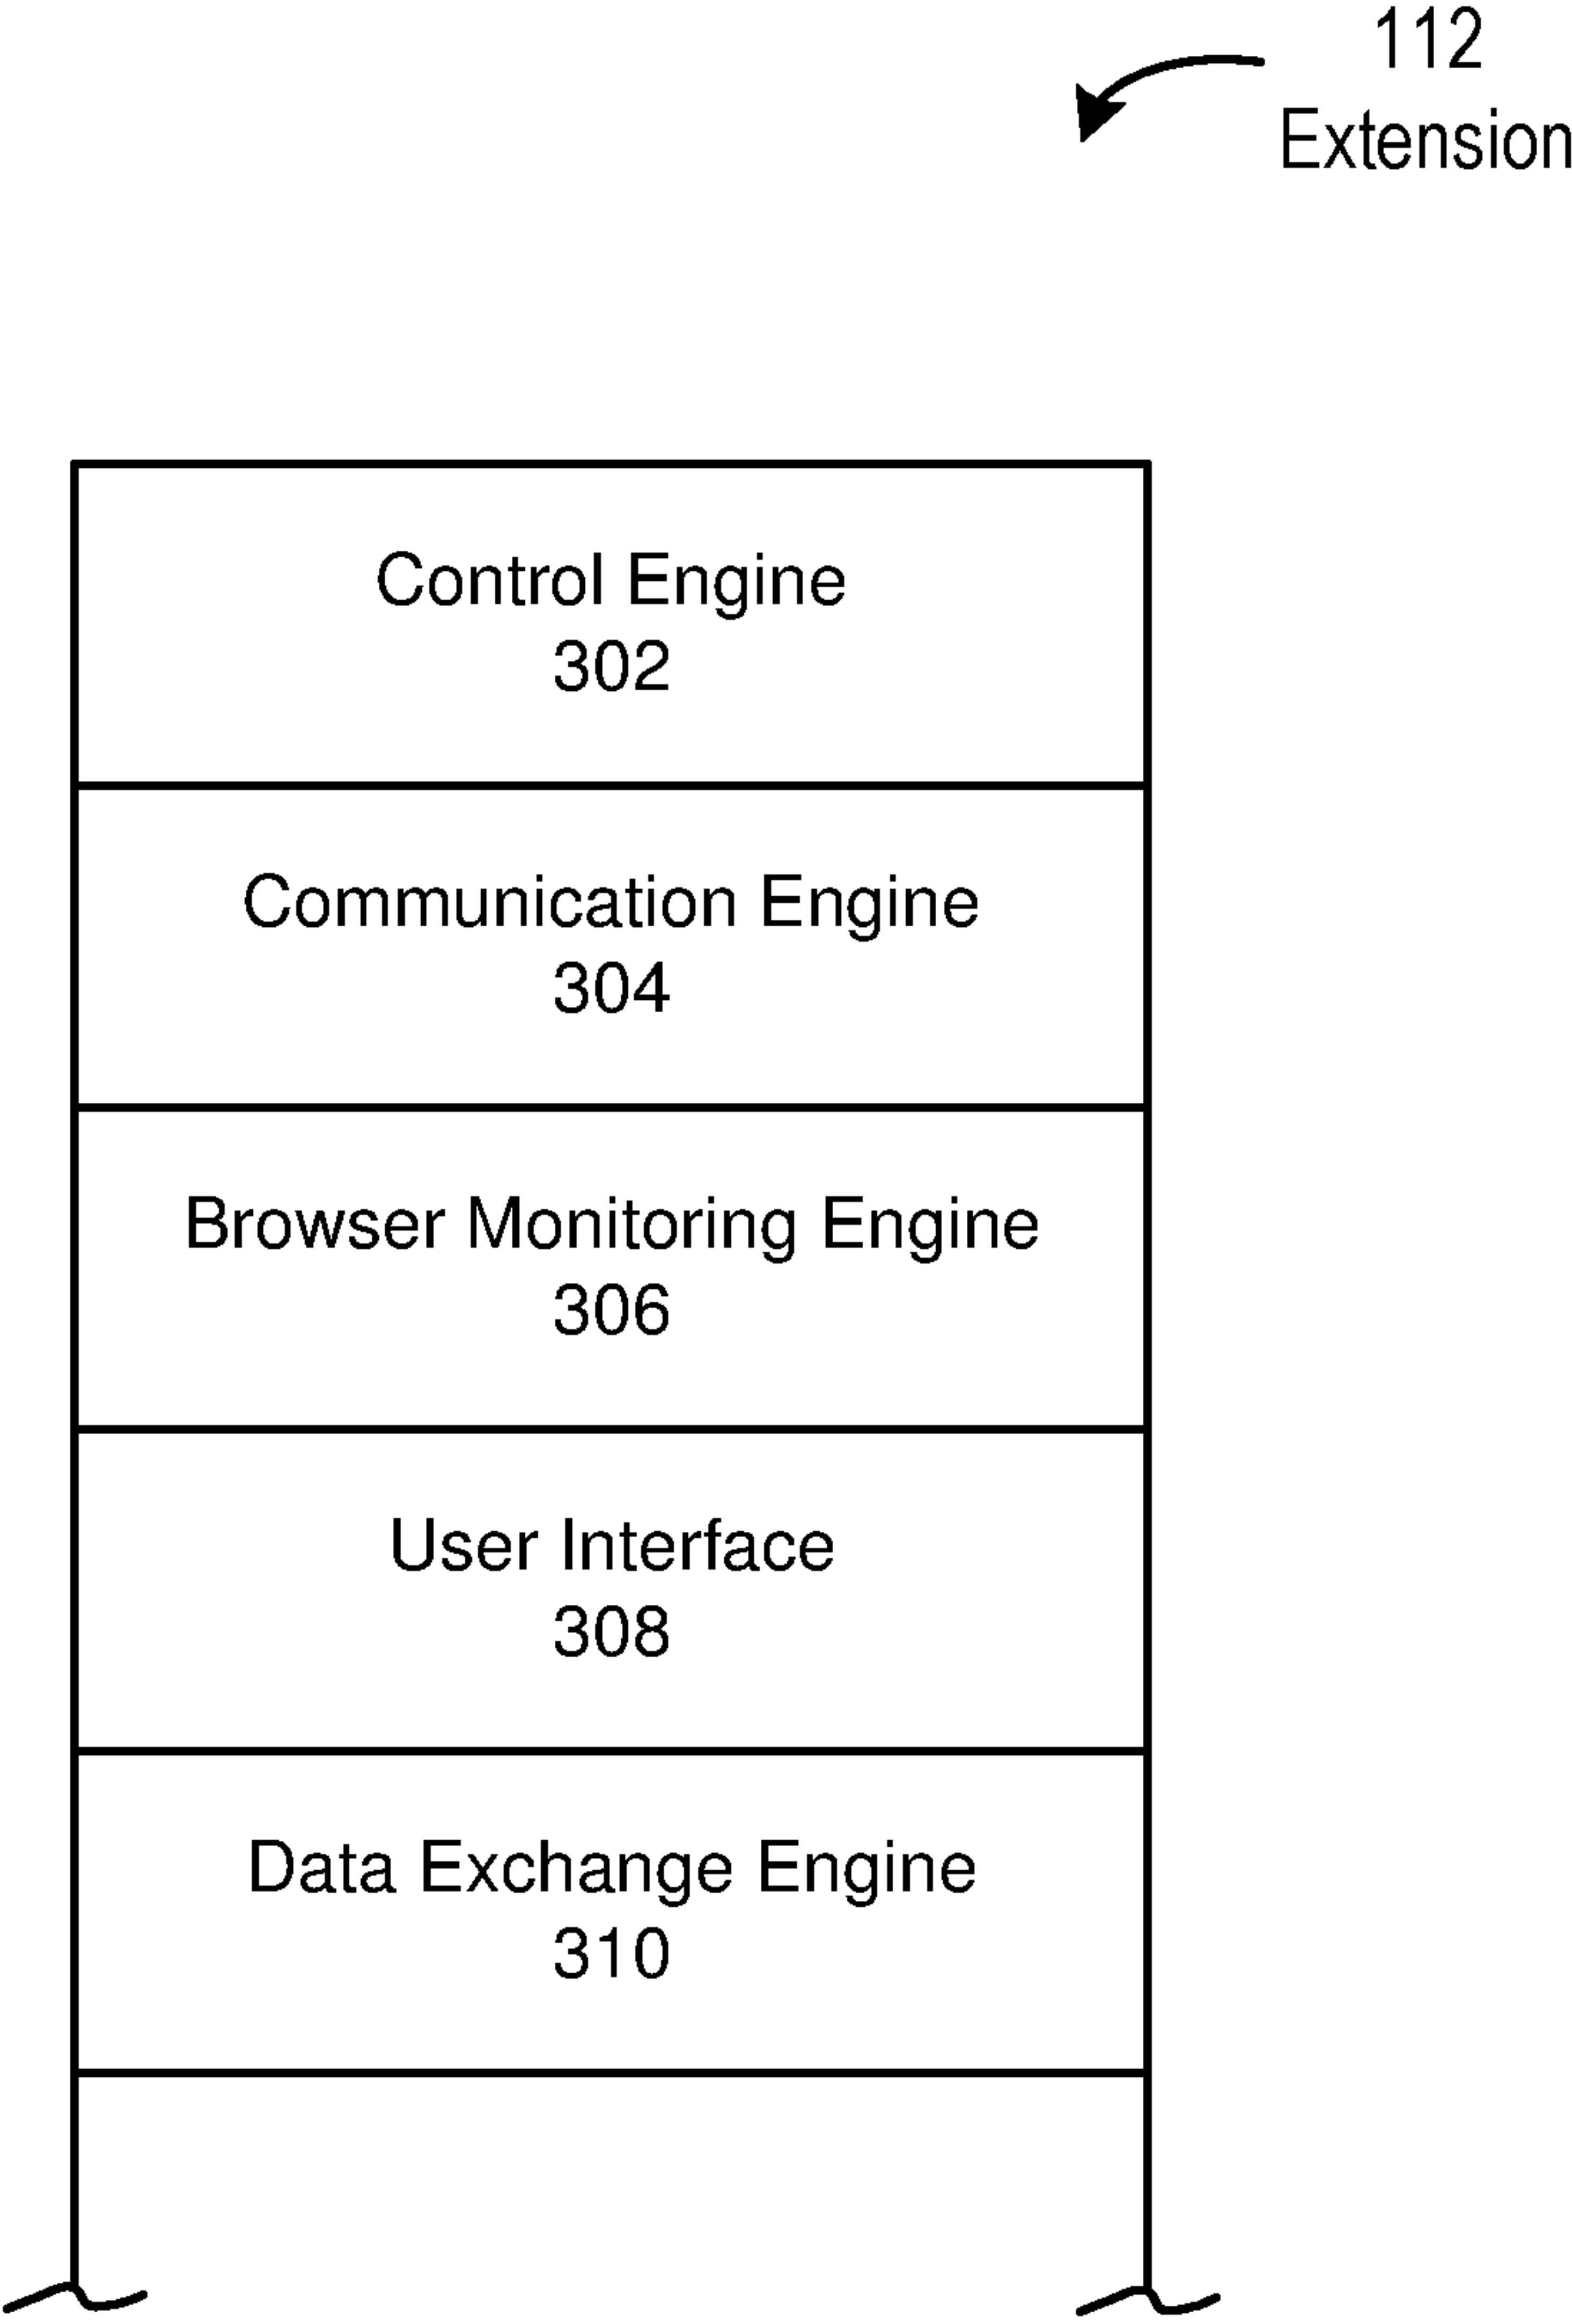 112
Extension
Control Engine
302
Communication Engine
304
Browser Monitoring Engine
306
User Interface
308
Data Exchange Engine
310